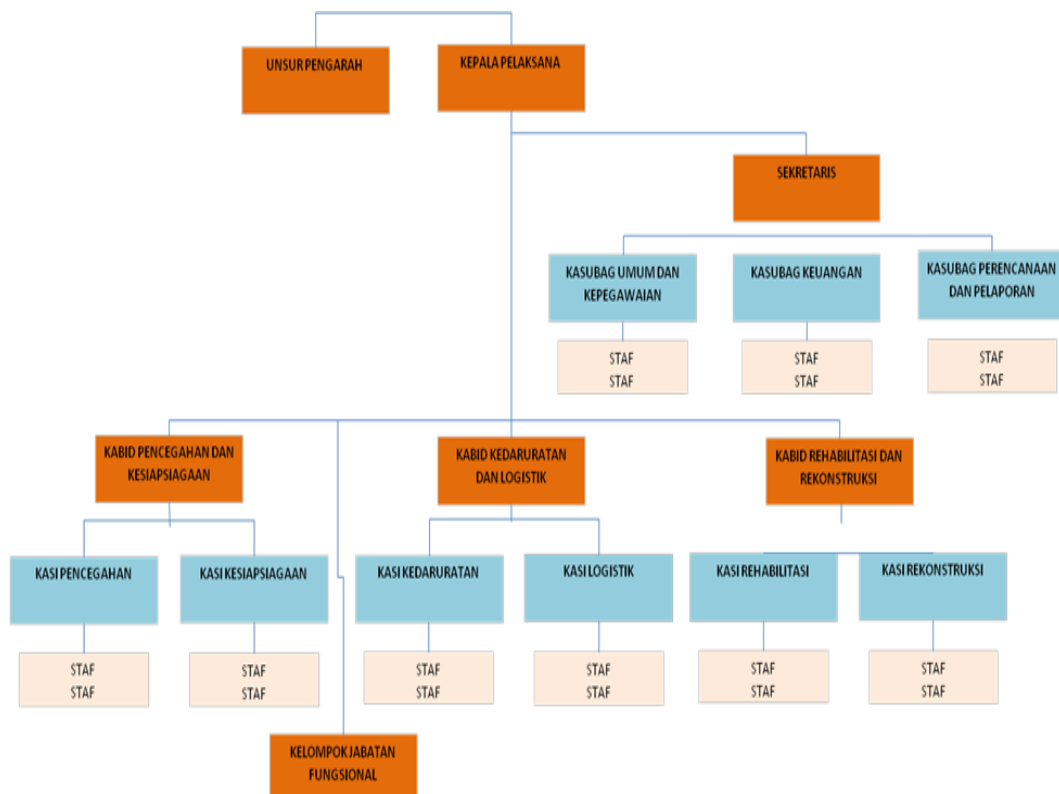 UNSUR PENGARAH
KEPALA PELAKSANA
SEKRETARIS
KASUBAG UMUM DAN
KEPEGAWAIAN
KASUBAG KEUANGAN
KASUBAG PERENCANAAN
DAN PELAPORAN
STAF
STAF
STAF
STAF
STAF
STAF
KABID PENCEGAHAN DAN
KESIAPSIAGAAN
KABID KEDARURATAN
DAN LOGISTIK
KABID REHABILITASI DAN
REKONSTRUKSI
KASI PENCEGAHAN
KASI KESIAPSIAGAAN
KASI KEDARURATAN
KASI LOGISTIK
KASI REHABILITASI
KASI REKONSTRUKSI
STAF
STAF
STAF
STAF
STAF
STAF
STAF
STAF
STAF
STAF
STAF
STAF
KELOMPOK JABATAN
FUNGSIONAL